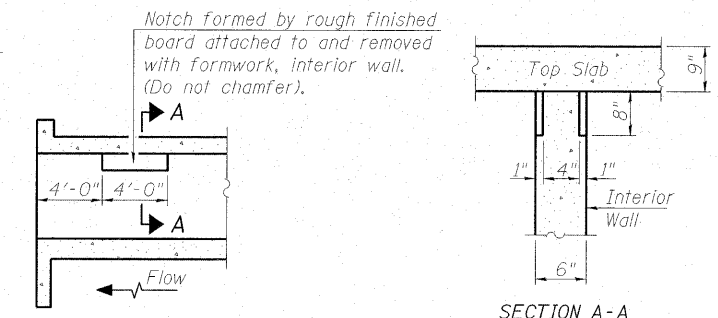 Notch formed by rough finished
board attached to and removed
with formwork, interior wall.
(Do not chamfer).
A
4'-0" 4'-0"
A
Flow
Top Slab
9"
8"
1" 4" 1"
Interior
Wall
6"
SECTION A-A